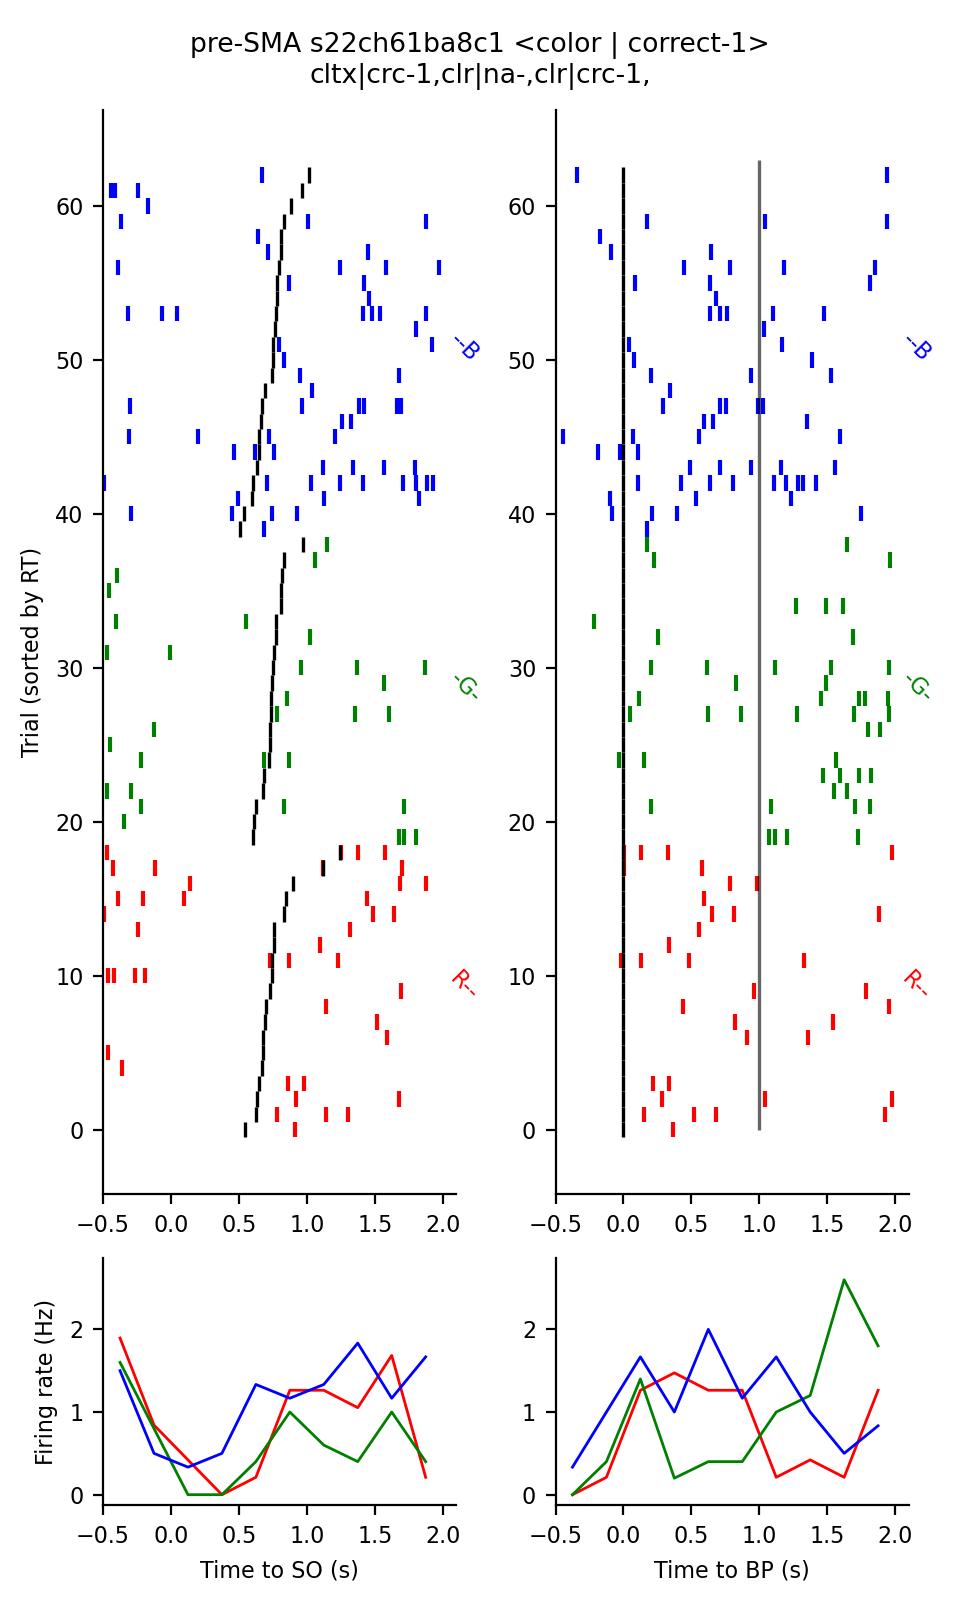 pre-SMA s22ch61ba8c1 <color | correct-1>
cltx|crc-1,clr|na-,clr|crc-1,
Trial (sorted by RT)
60
50
40
30
20
10
0
--B
-G-
R--
−0.5 0.0 0.5 1.0 1.5 2.0
60
50
40
30
20
10
0
--B
-G-
R--
−0.5 0.0 0.5 1.0 1.5 2.0
Firing rate (Hz)
2
1
0
−0.5 0.0 0.5 1.0 1.5 2.0
Time to SO (s)
2
1
0
−0.5 0.0 0.5 1.0 1.5 2.0
Time to BP (s)